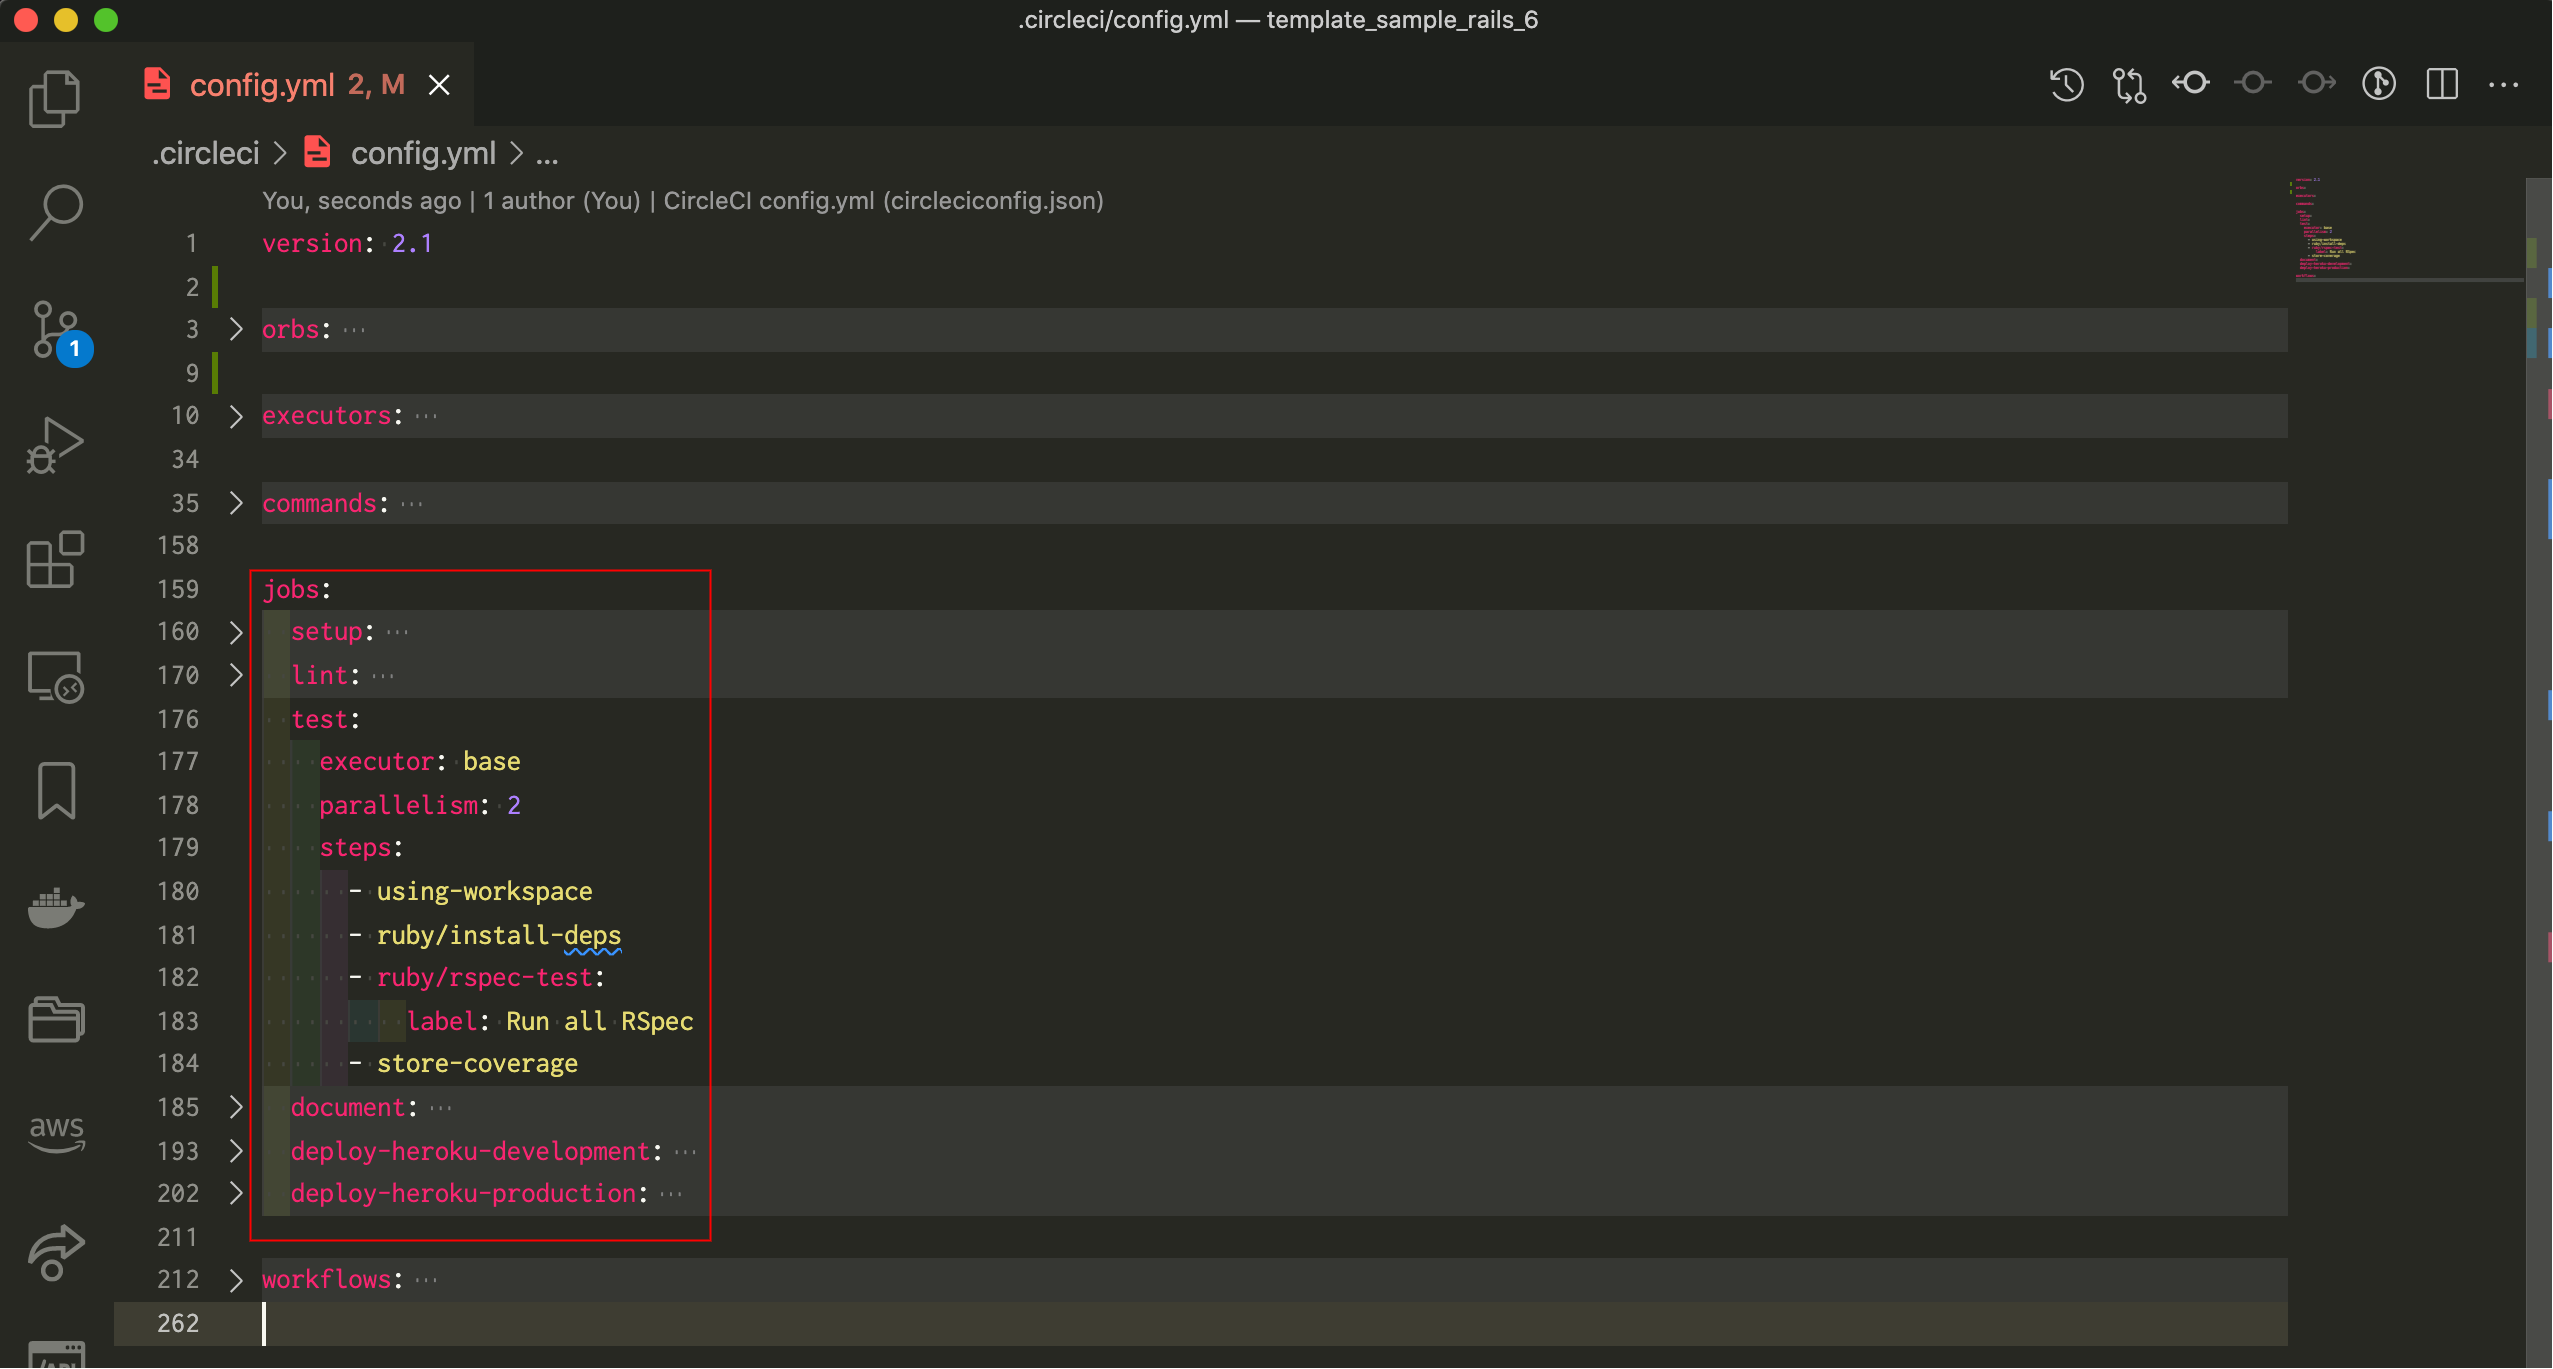 .circleci/config.yml — template_sample_rails_6
config.yml 2, M
.circleci > config.yml > ...
You, seconds ago | 1 author (You) | CircleCI config.yml (circleciconfig.json)
1 version: 2.1
2
3 orbs: ...
9
10 executors: ...
34
35 commands: ...
158
159 jobs:
160 setup: ...
170 lint: ...
176 test:
177 executor: base
178 parallelism: 2
179 steps:
180 - using-workspace
181 - ruby/install-deps
182 - ruby/rspec-test:
183 label: Run all RSpec
184 - store-coverage
185 document: ...
193 deploy-heroku-development: ...
202 deploy-heroku-production: ...
211
212 workflows: ...
262
1
aws